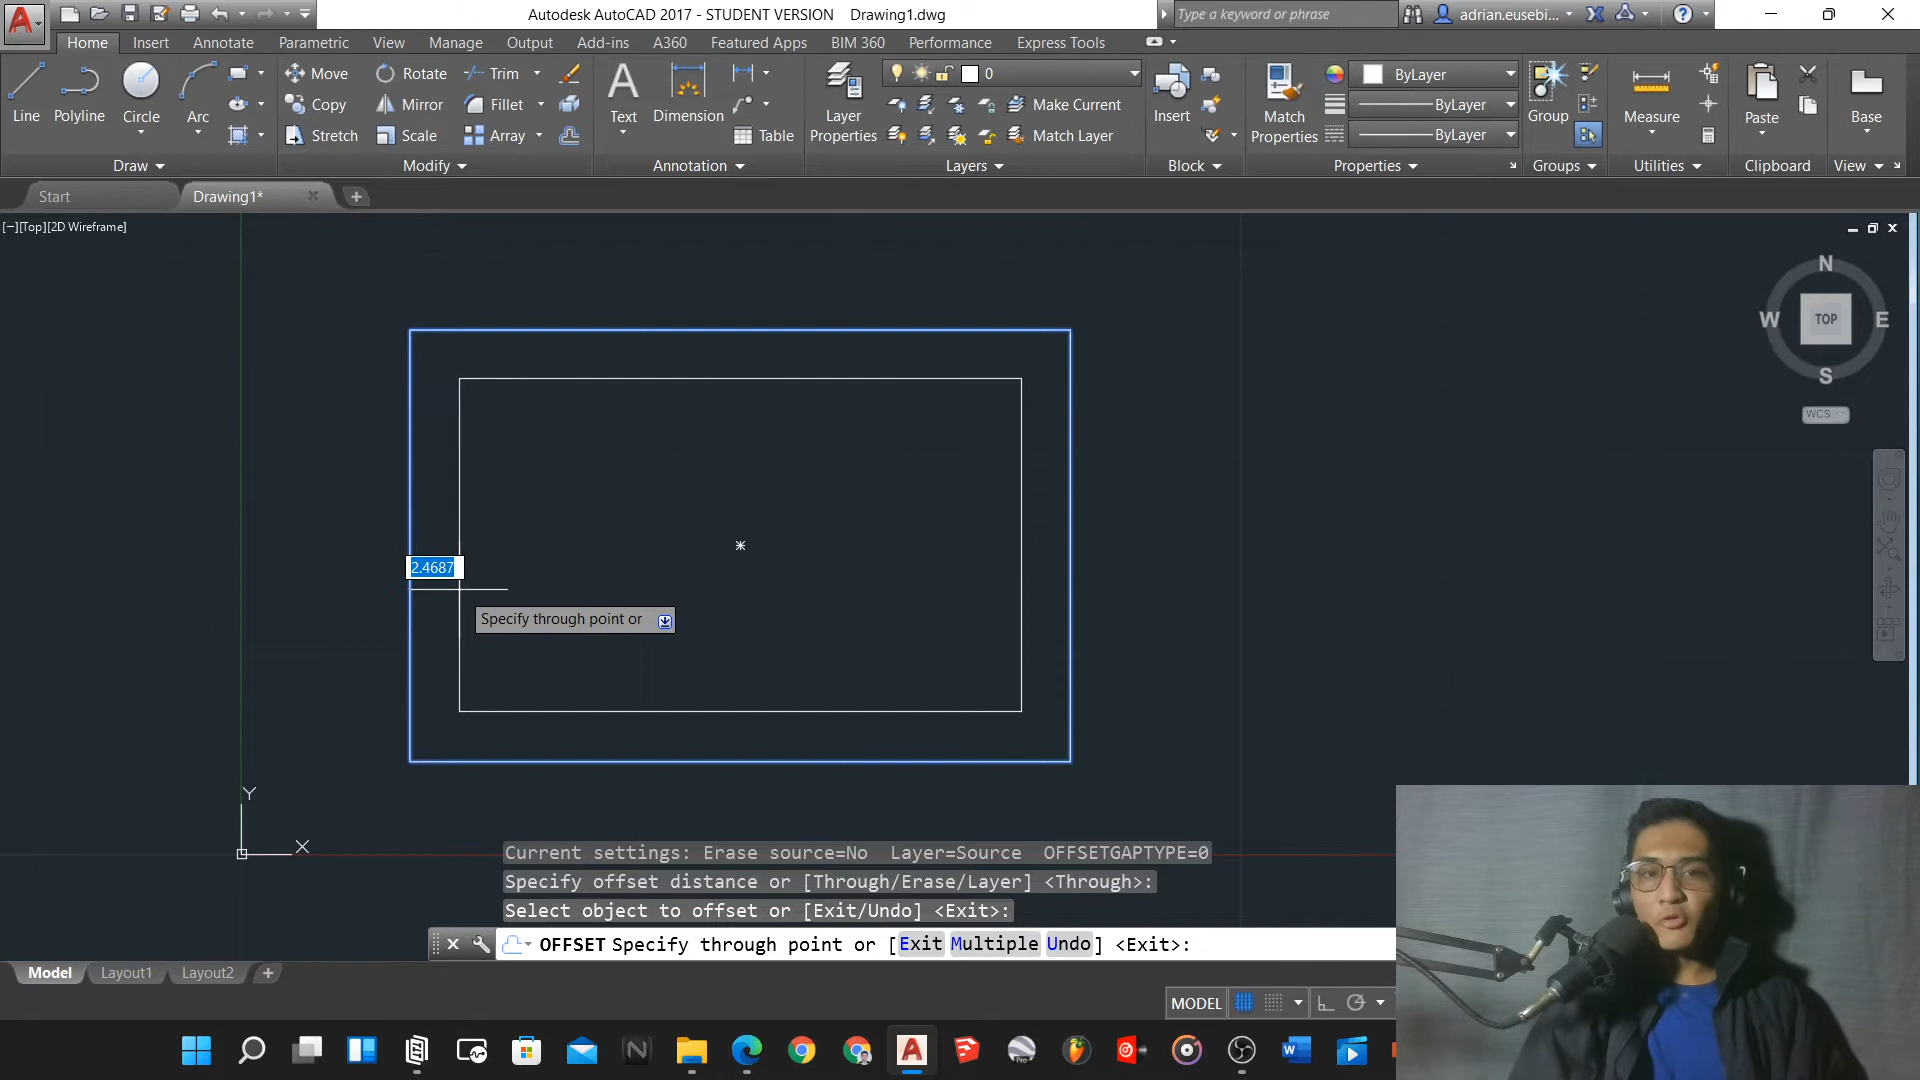 Autodesk AutoCAD 2017 - STUDENT VERSION Drawing1.dwg
Type a keyword or phrase
adrian.eusebi...
Home Insert Annotate Parametric View Manage Output Add-ins A360 Featured Apps BIM 360 Performance Express Tools
Line Polyline Circle Arc
Draw
Move Rotate Trim
Copy Mirror Fillet
Stretch Scale Array
Modify
Text Dimension
Table
Annotation
Layer Properties
0
Make Current
Match Layer
Layers
Insert
Block
Match Properties
ByLayer
ByLayer
ByLayer
Properties
Group
Groups
Measure
Utilities
Paste
Clipboard
Base
View
Start Drawing1*
[−][Top][2D Wireframe]
N
W TOP E
S
WCS
2.4687
Specify through point or
Y
X
Current settings: Erase source=No Layer=Source OFFSETGAPTYPE=0
Specify offset distance or [Through/Erase/Layer] <Through>:
Select object to offset or [Exit/Undo] <Exit>:
OFFSET Specify through point or [Exit Multiple Undo] <Exit>:
Model Layout1 Layout2
MODEL